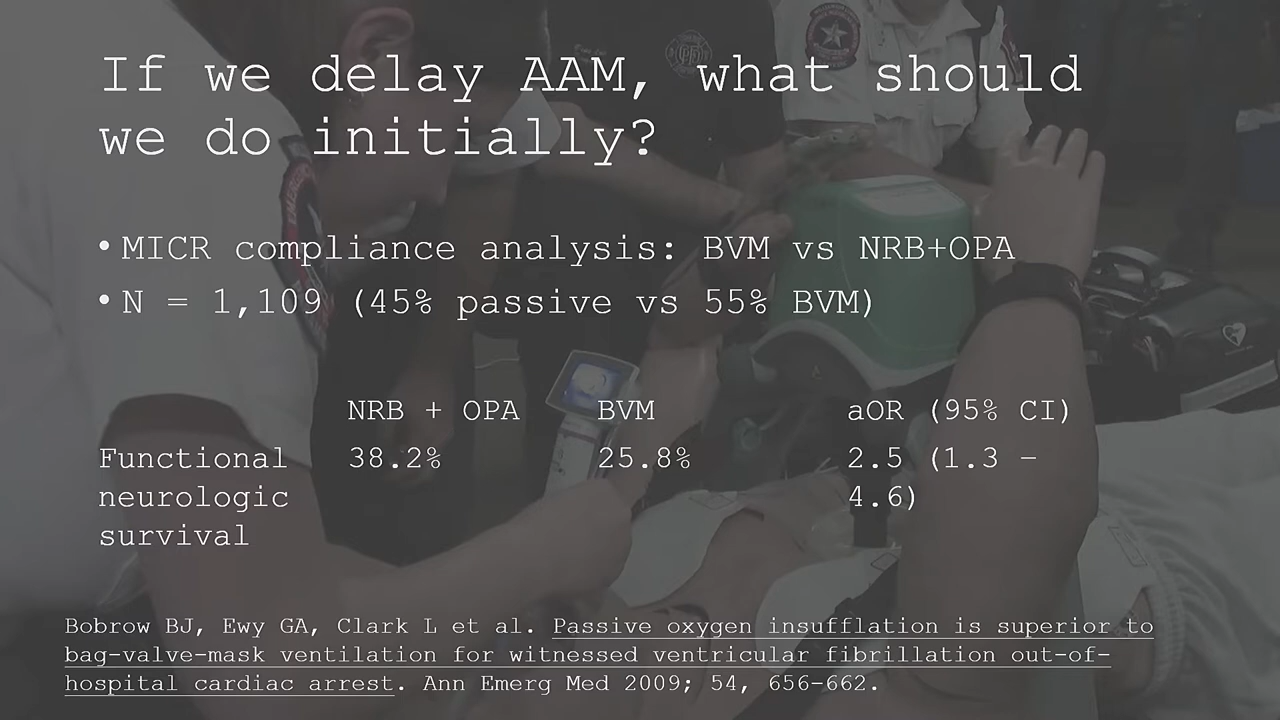 If we delay AAM, what should
we do initially?
• MICR compliance analysis: BVM vs NRB+OPA
• N = 1,109 (45% passive vs 55% BVM)
NRB + OPA BVM aOR (95% CI)
Functional 38.2% 25.8% 2.5 (1.3 –
neurologic 4.6)
survival
Bobrow BJ, Ewy GA, Clark L et al. Passive oxygen insufflation is superior to
bag-valve-mask ventilation for witnessed ventricular fibrillation out-of-
hospital cardiac arrest. Ann Emerg Med 2009; 54, 656-662.